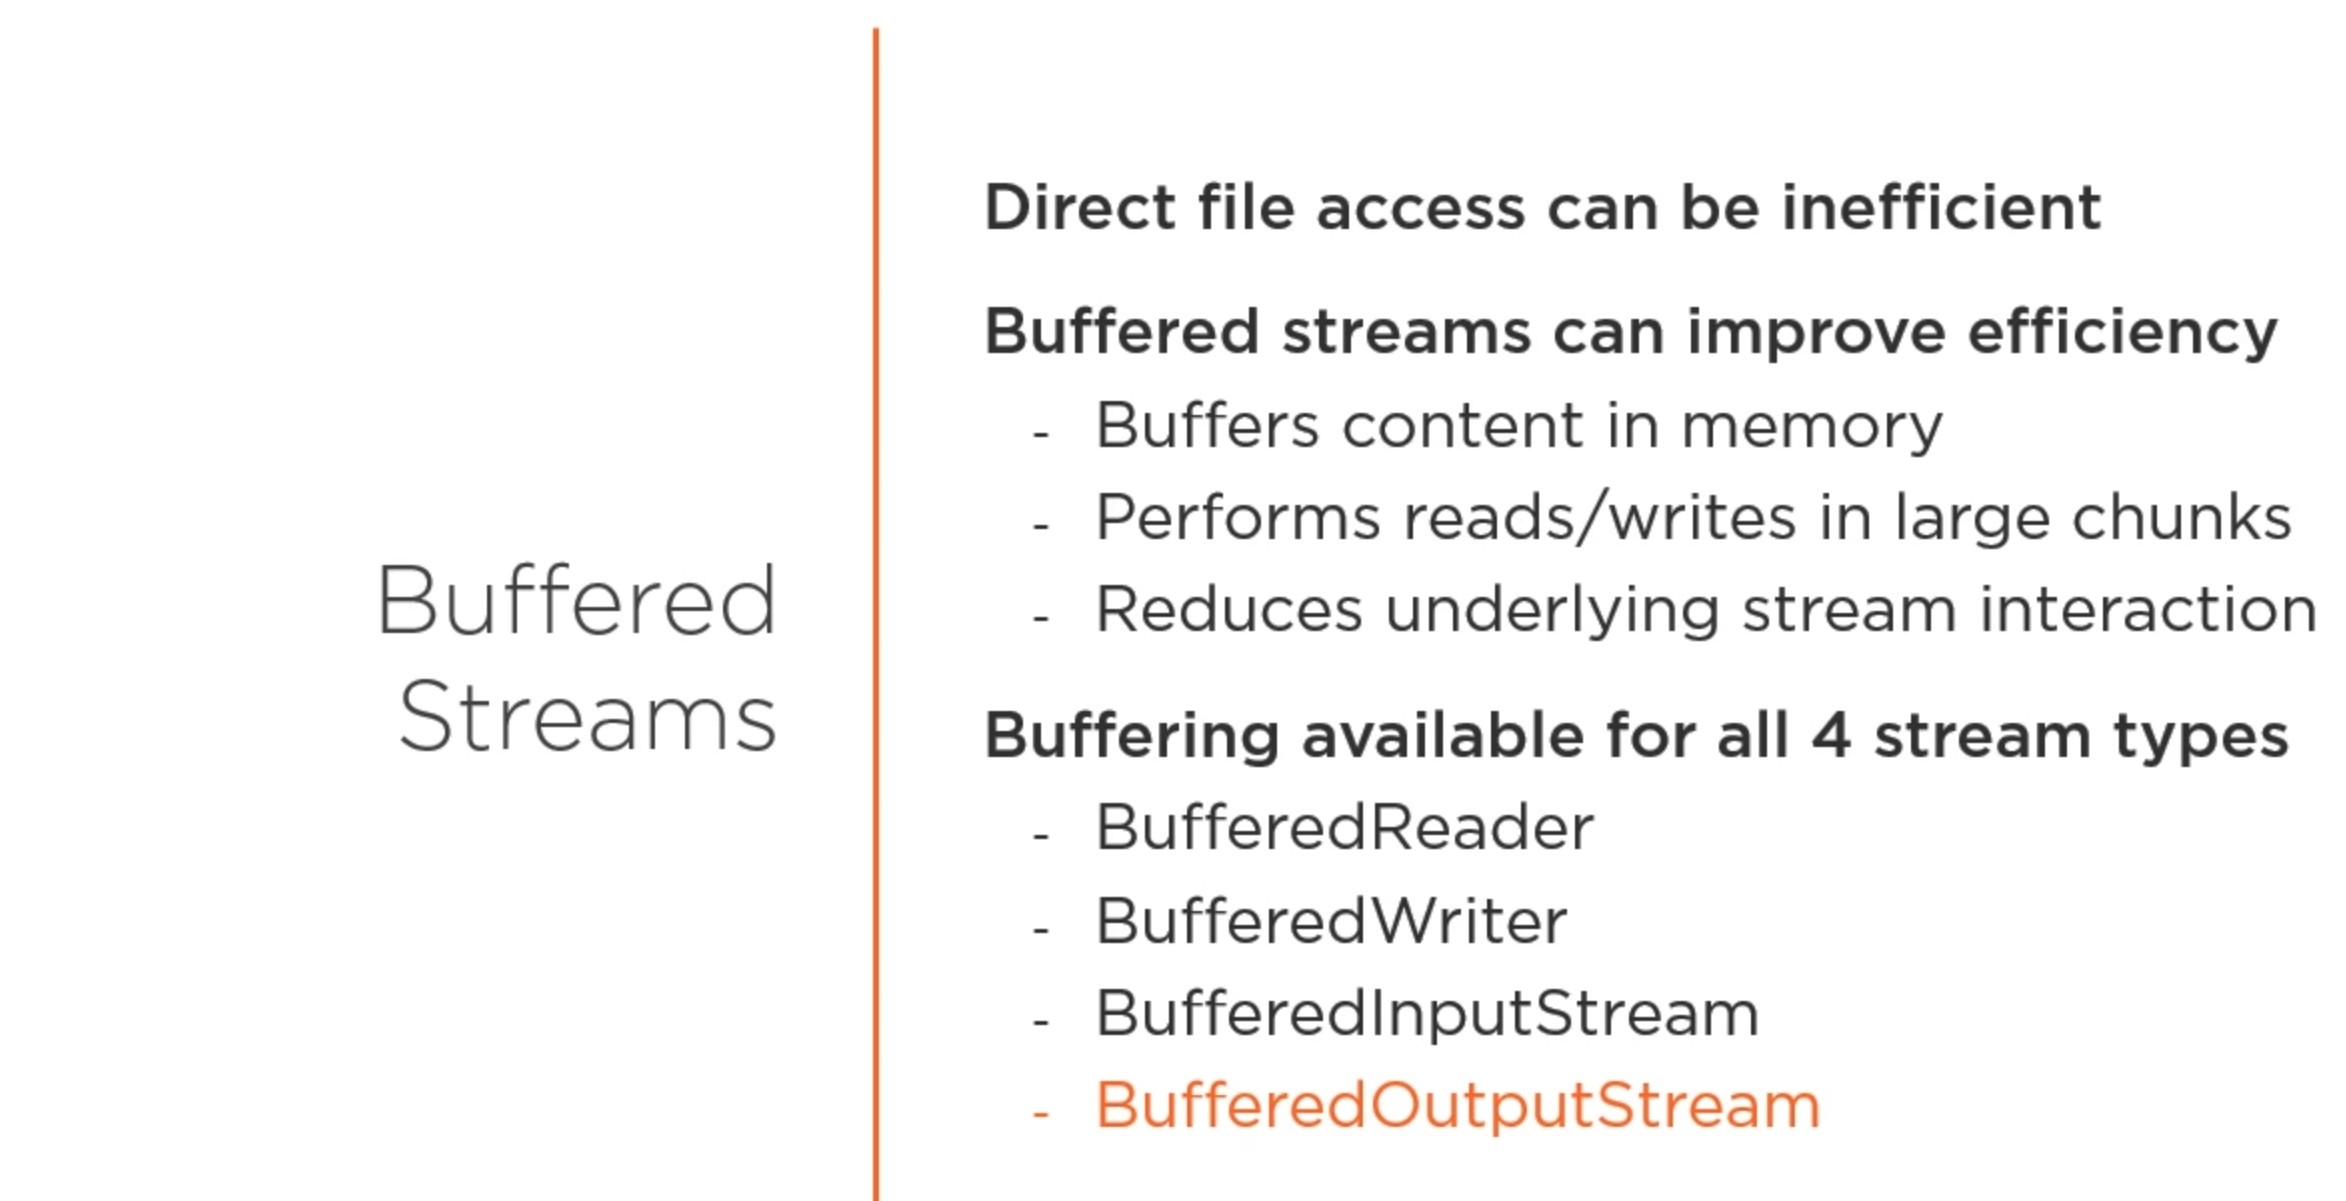 Buffered
Streams
Direct file access can be inefficient
Buffered streams can improve efficiency
- Buffers content in memory
- Performs reads/writes in large chunks
- Reduces underlying stream interaction
Buffering available for all 4 stream types
- BufferedReader
- BufferedWriter
- BufferedInputStream
- BufferedOutputStream